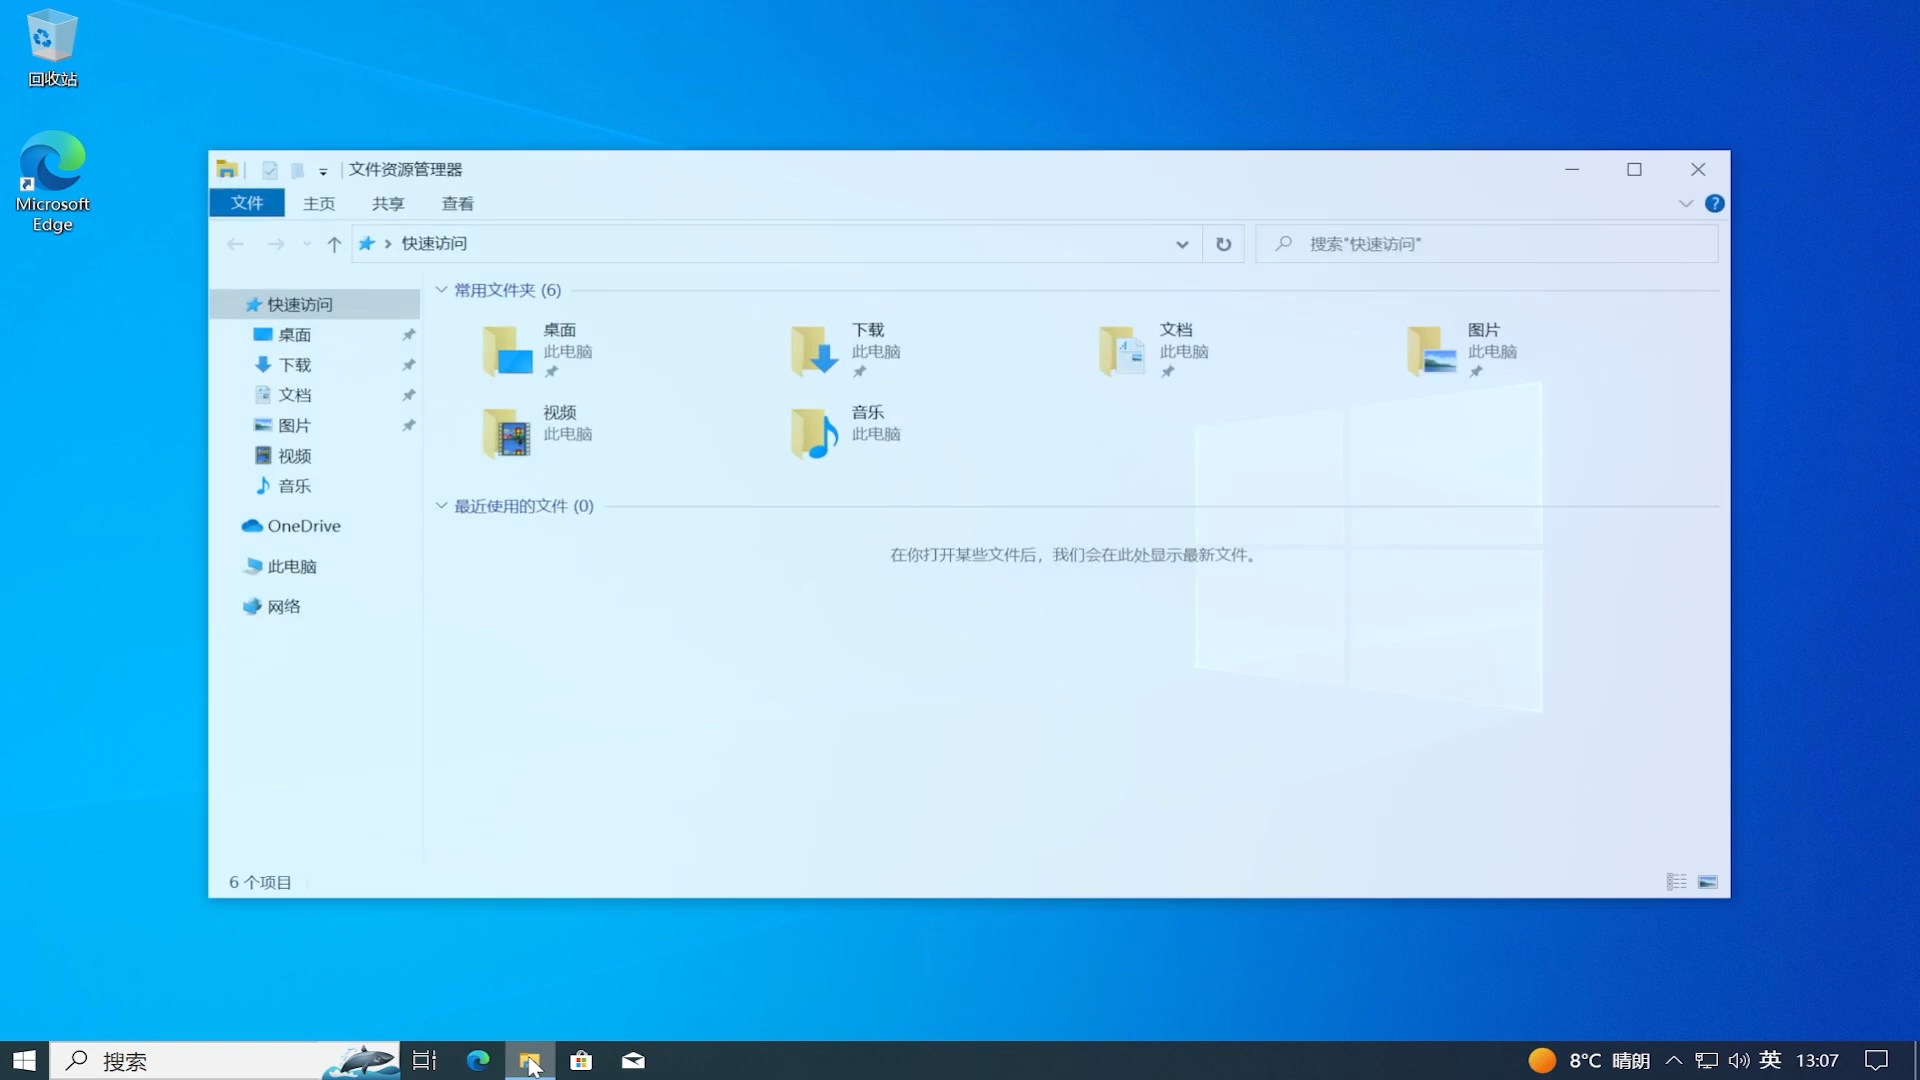 回收站
Microsoft
Edge
文件资源管理器
文件 主页 共享 查看
快速访问
搜索"快速访问"
快速访问
桌面
下载
文档
图片
视频
音乐
OneDrive
此电脑
网络
常用文件夹 (6)
桌面
此电脑
下载
此电脑
文档
此电脑
图片
此电脑
视频
此电脑
音乐
此电脑
最近使用的文件 (0)
在你打开某些文件后，我们会在此处显示最新文件。
6 个项目
搜索
8°C 晴朗
英
13:07